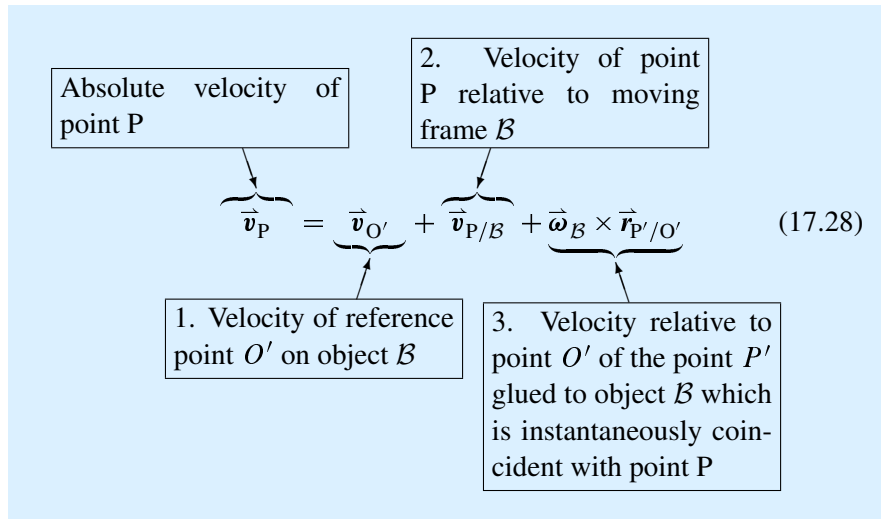 Absolute velocity of
point P
2. Velocity of point
P relative to moving
frame ℬ
v⃗_P = v⃗_O′ + v⃗_P/ℬ + ω⃗_ℬ × r⃗_P′/O′ (17.28)
1. Velocity of reference
point O′ on object ℬ
3. Velocity relative to
point O′ of the point P′
glued to object ℬ which
is instantaneously coin-
cident with point P